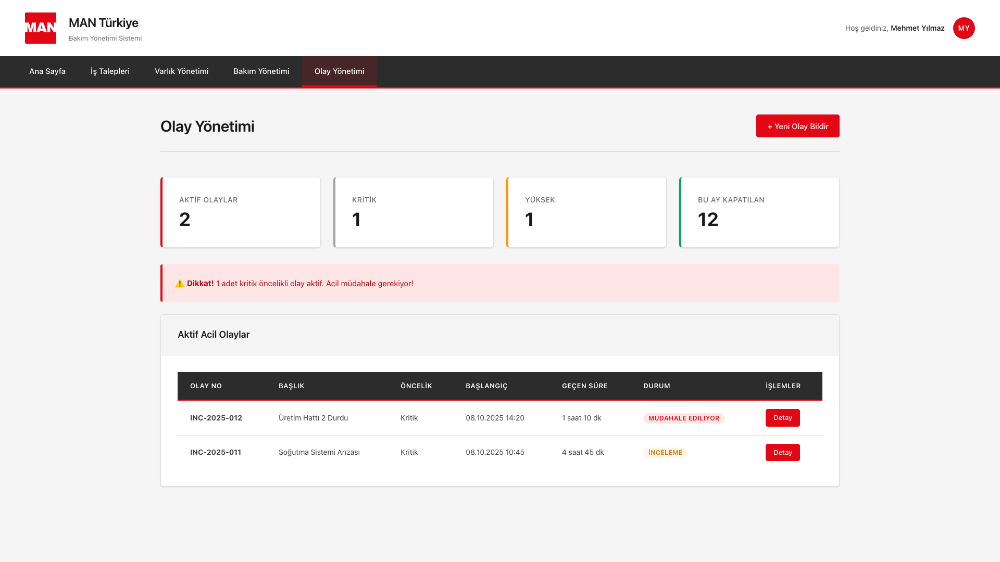 MAN
MAN Türkiye
Bakım Yönetimi Sistemi
Hoş geldiniz, Mehmet Yılmaz
MY
Ana Sayfa
İş Talepleri
Varlık Yönetimi
Bakım Yönetimi
Olay Yönetimi
Olay Yönetimi
+ Yeni Olay Bildir
AKTİF OLAYLAR
2
KRİTİK
1
YÜKSEK
1
BU AY KAPATILAN
12
⚠️ Dikkat! 1 adet kritik öncelikli olay aktif. Acil müdahale gerekiyor!
Aktif Acil Olaylar
OLAY NO BAŞLIK ÖNCELİK BAŞLANGIÇ GEÇEN SÜRE DURUM İŞLEMLER
INC-2025-012 Üretim Hattı 2 Durdu Kritik 08.10.2025 14:20 1 saat 10 dk MÜDAHALE EDİLİYOR Detay
INC-2025-011 Soğutma Sistemi Arızası Kritik 08.10.2025 10:45 4 saat 45 dk İNCELEME Detay